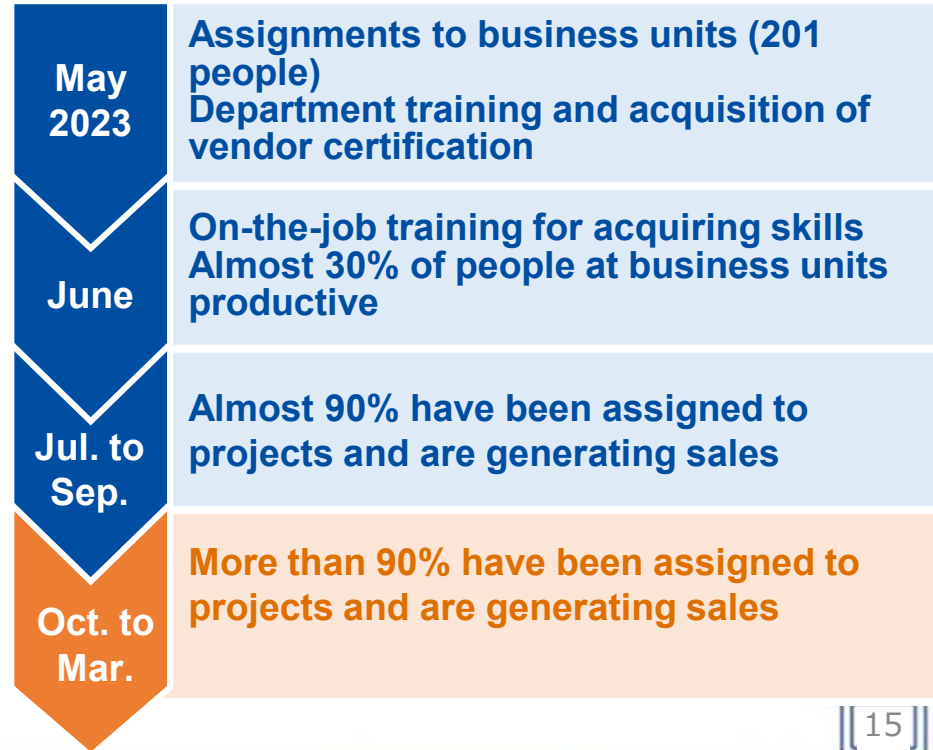 May
2023
Assignments to business units (201
people)
Department training and acquisition of
vendor certification
June
On-the-job training for acquiring skills
Almost 30% of people at business units
productive
Jul. to
Sep.
Almost 90% have been assigned to
projects and are generating sales
Oct. to
Mar.
More than 90% have been assigned to
projects and are generating sales
15